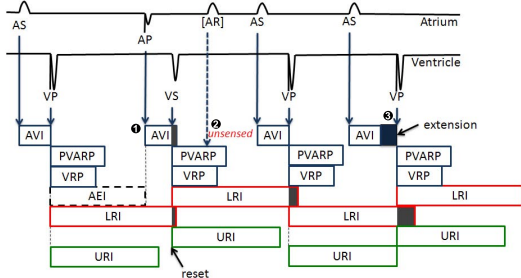 AS AP [AR] AS AS Atrium
Ventricle
VP VS VP VP
❶ ❷ ❸
AVI AVI unsensed AVI AVI extension
PVARP PVARP PVARP PVARP
VRP VRP VRP VRP
AEI LRI LRI
LRI LRI
URI URI
URI URI
reset